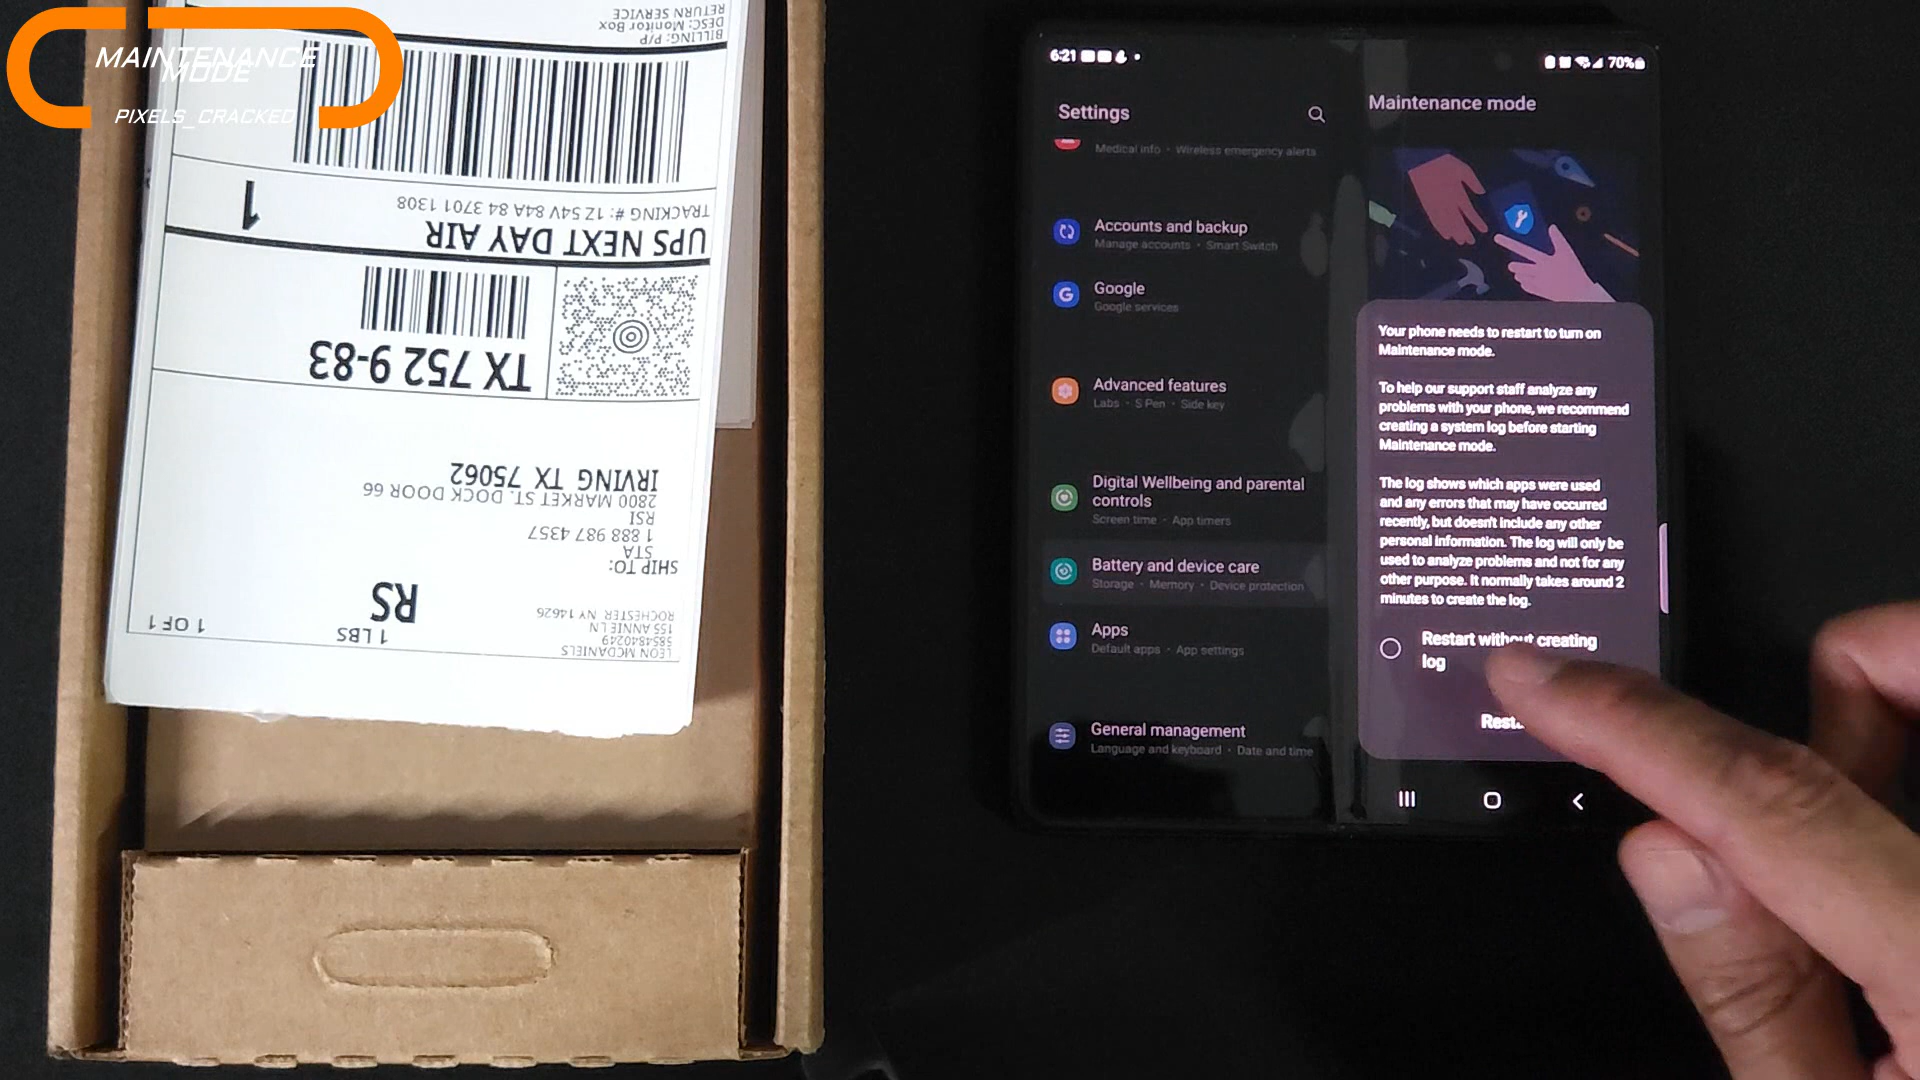 MAINTENANCE
MODE
PIXELS_CRACKED
LEON MCDANIELS
5854840249
155 ANNIE LN
ROCHESTER NY 14626
1 LBS
1 OF 1
RS
SHIP TO:
STA
1 888 987 4357
RSI
2800 MARKET ST. DOCK DOOR 66
IRVING TX 75062
TX 752 9-83
UPS NEXT DAY AIR
TRACKING #: 1Z 54V 84A 84 3701 1308
1
BILLING: P/P
DESC: Monitor Box
RETURN SERVICE
6:21
70%
Settings
Medical info • Wireless emergency alerts
Accounts and backup
Manage accounts • Smart Switch
Google
Google services
Advanced features
Labs • S Pen • Side key
Digital Wellbeing and parental
controls
Screen time • App timers
Battery and device care
Storage • Memory • Device protection
Apps
Default apps • App settings
General management
Language and keyboard • Date and time
Maintenance mode
Your phone needs to restart to turn on
Maintenance mode.
To help our support staff analyze any
problems with your phone, we recommend
creating a system log before starting
Maintenance mode.
The log shows which apps were used
and any errors that may have occurred
recently, but doesn't include any other
personal information. The log will only be
used to analyze problems and not for any
other purpose. It normally takes around 2
minutes to create the log.
Restart without creating
log